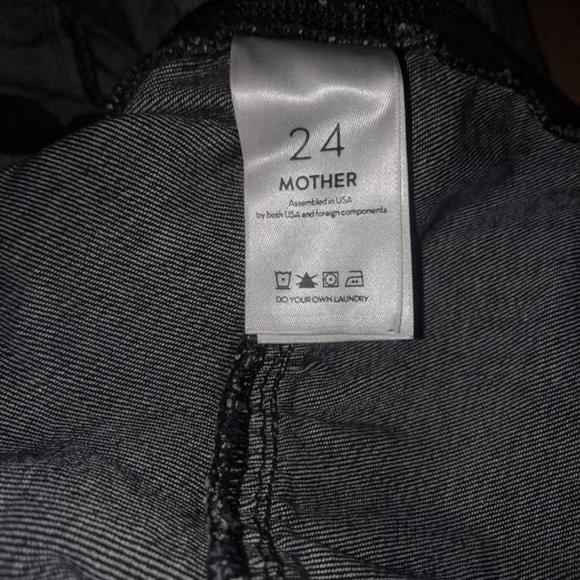 24
MOTHER
Assembled in USA
by both USA and foreign components
DO YOUR OWN LAUNDRY